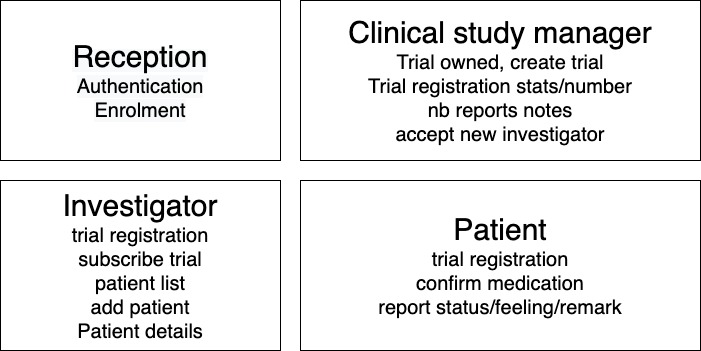 Reception
Authentication
Enrolment
Clinical study manager
Trial owned, create trial
Trial registration stats/number
nb reports notes
accept new investigator
Investigator
trial registration
subscribe trial
patient list
add patient
Patient details
Patient
trial registration
confirm medication
report status/feeling/remark